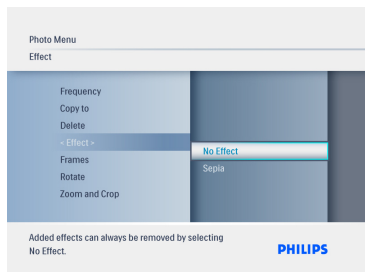 Photo Menu
Effect
Frequency
Copy to
Delete
< Effect >
Frames
Rotate
Zoom and Crop
No Effect
Sepia
Added effects can always be removed by selecting
No Effect.
PHILIPS